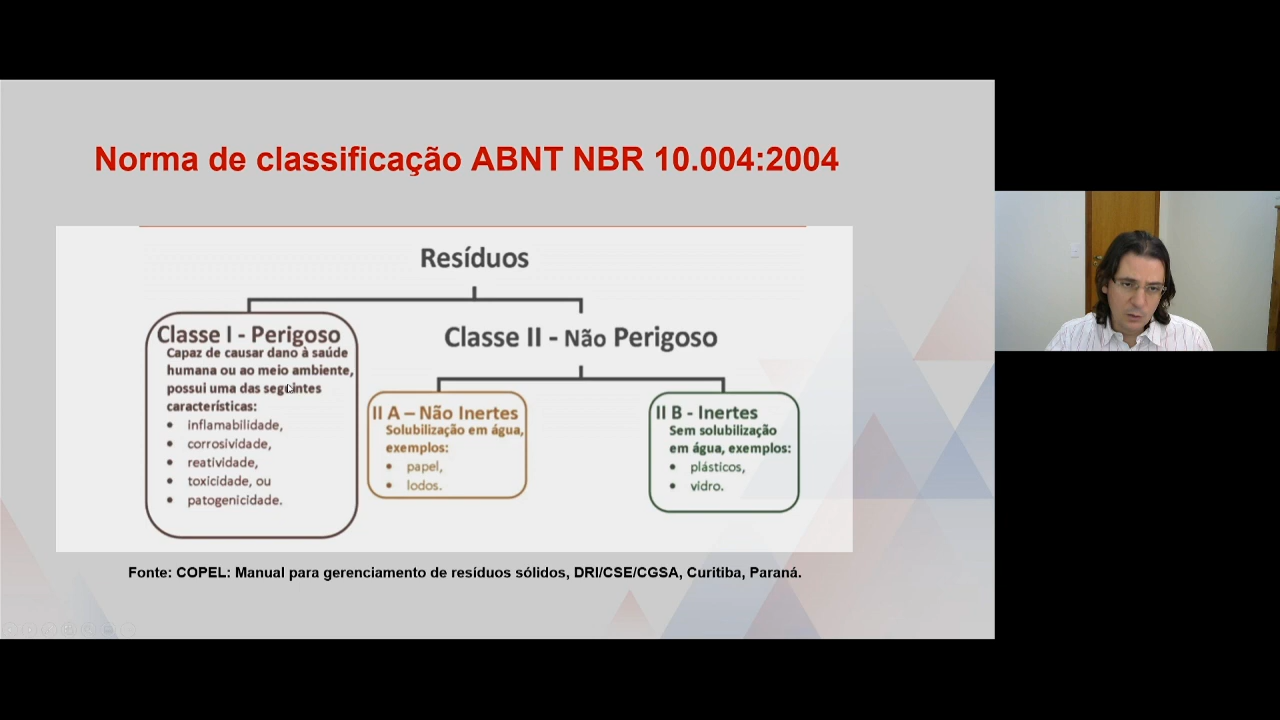 Norma de classificação ABNT NBR 10.004:2004
Resíduos
Classe I - Perigoso
Capaz de causar dano à saúde
humana ou ao meio ambiente,
possui uma das seguintes
características:
• inflamabilidade,
• corrosividade,
• reatividade,
• toxicidade, ou
• patogenicidade.
Classe II - Não Perigoso
II A – Não Inertes
Solubilização em água,
exemplos:
• papel,
• lodos.
II B - Inertes
Sem solubilização
em água, exemplos:
• plásticos,
• vidro.
Fonte: COPEL: Manual para gerenciamento de resíduos sólidos, DRI/CSE/CGSA, Curitiba, Paraná.